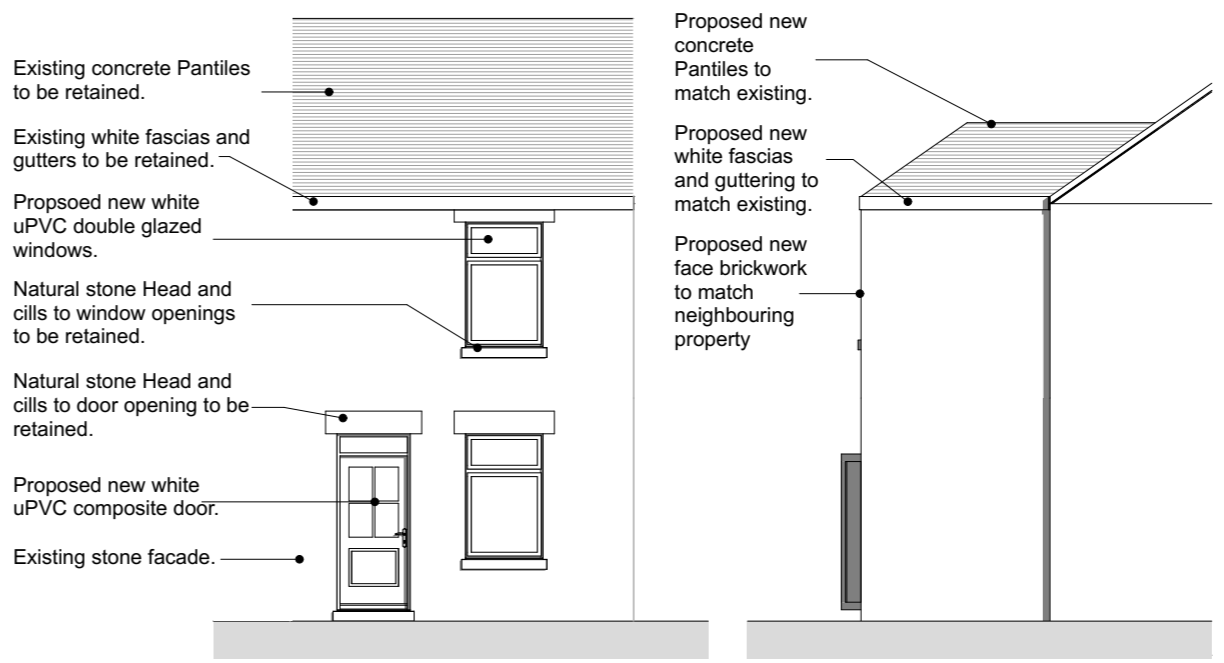 Existing concrete Pantiles
to be retained.
Existing white fascias and
gutters to be retained.
Propsoed new white
uPVC double glazed
windows.
Natural stone Head and
cills to window openings
to be retained.
Natural stone Head and
cills to door opening to be
retained.
Proposed new white
uPVC composite door.
Existing stone facade.
Proposed new
concrete
Pantiles to
match existing.
Proposed new
white fascias
and guttering to
match existing.
Proposed new
face brickwork
to match
neighbouring
property